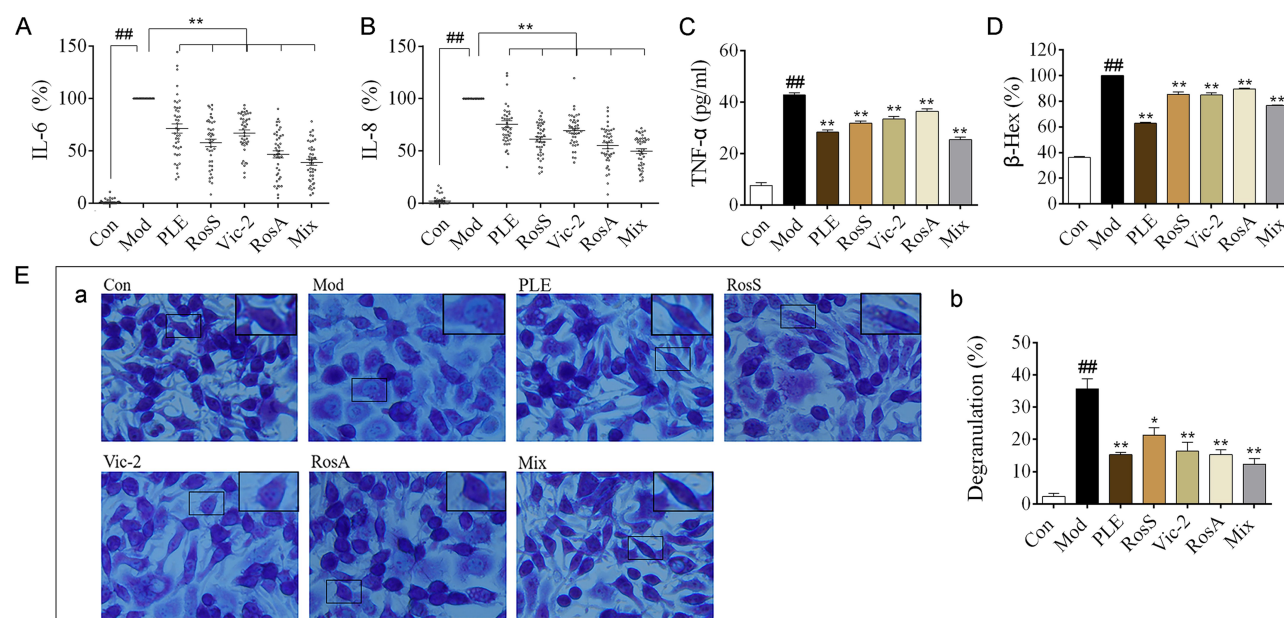 A
##
**
IL-6 (%)
150
100
50
0
Con
Mod
PLE
RosS
Vic-2
RosA
Mix
B
##
**
IL-8 (%)
150
100
50
0
Con
Mod
PLE
RosS
Vic-2
RosA
Mix
C
TNF-α (pg/ml)
60
40
20
0
##
**
**
**
**
**
Con
Mod
PLE
RosS
Vic-2
RosA
Mix
D
β-Hex (%)
120
100
80
60
40
20
0
##
**
**
**
**
**
Con
Mod
PLE
RosS
Vic-2
RosA
Mix
E
a
Con
Mod
PLE
RosS
Vic-2
RosA
Mix
b
Degranulation (%)
50
40
30
20
10
0
##
**
*
**
**
**
Con
Mod
PLE
RosS
Vic-2
RosA
Mix